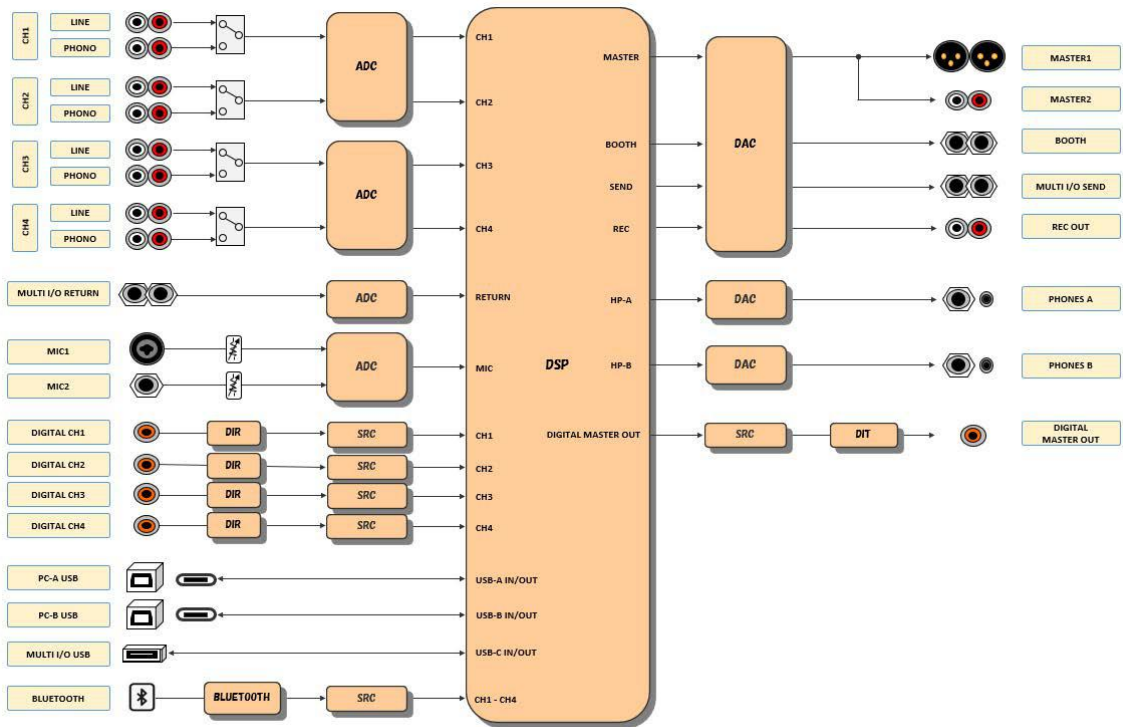 CH1
LINE
PHONO
CH2
LINE
PHONO
CH3
LINE
PHONO
CH4
LINE
PHONO
MULTI I/O RETURN
MIC1
MIC2
DIGITAL CH1
DIGITAL CH2
DIGITAL CH3
DIGITAL CH4
PC-A USB
PC-B USB
MULTI I/O USB
BLUETOOTH
DIR
DIR
DIR
DIR
BLUETOOTH
ADC
ADC
ADC
ADC
SRC
SRC
SRC
SRC
SRC
CH1
CH2
CH3
CH4
RETURN
MIC
CH1
CH2
CH3
CH4
USB-A IN/OUT
USB-B IN/OUT
USB-C IN/OUT
CH1 - CH4
DSP
MASTER
BOOTH
SEND
REC
HP-A
HP-B
DIGITAL MASTER OUT
DAC
DAC
DAC
SRC
DIT
MASTER1
MASTER2
BOOTH
MULTI I/O SEND
REC OUT
PHONES A
PHONES B
DIGITAL
MASTER OUT